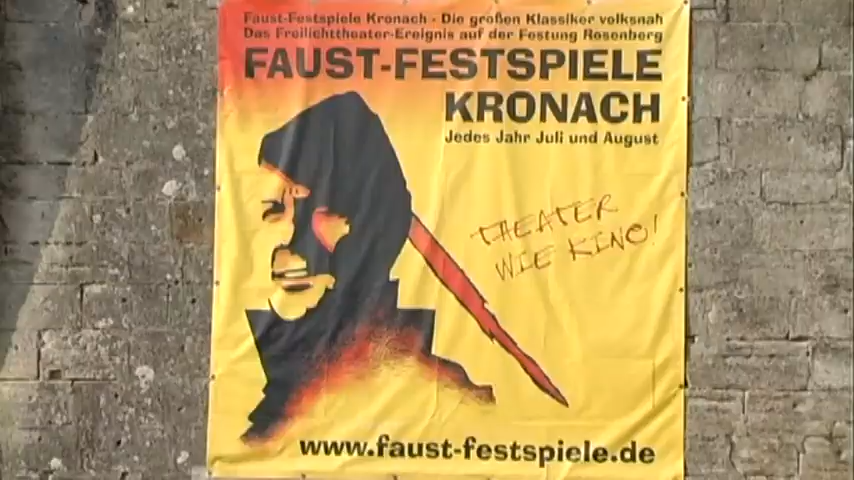 Faust-Festspiele Kronach - Die großen Klassiker volksnah
Das Freilichttheater-Ereignis auf der Festung Rosenberg
FAUST-FESTSPIELE
KRONACH
Jedes Jahr Juli und August
THEATER
WIE KINO!
www.faust-festspiele.de